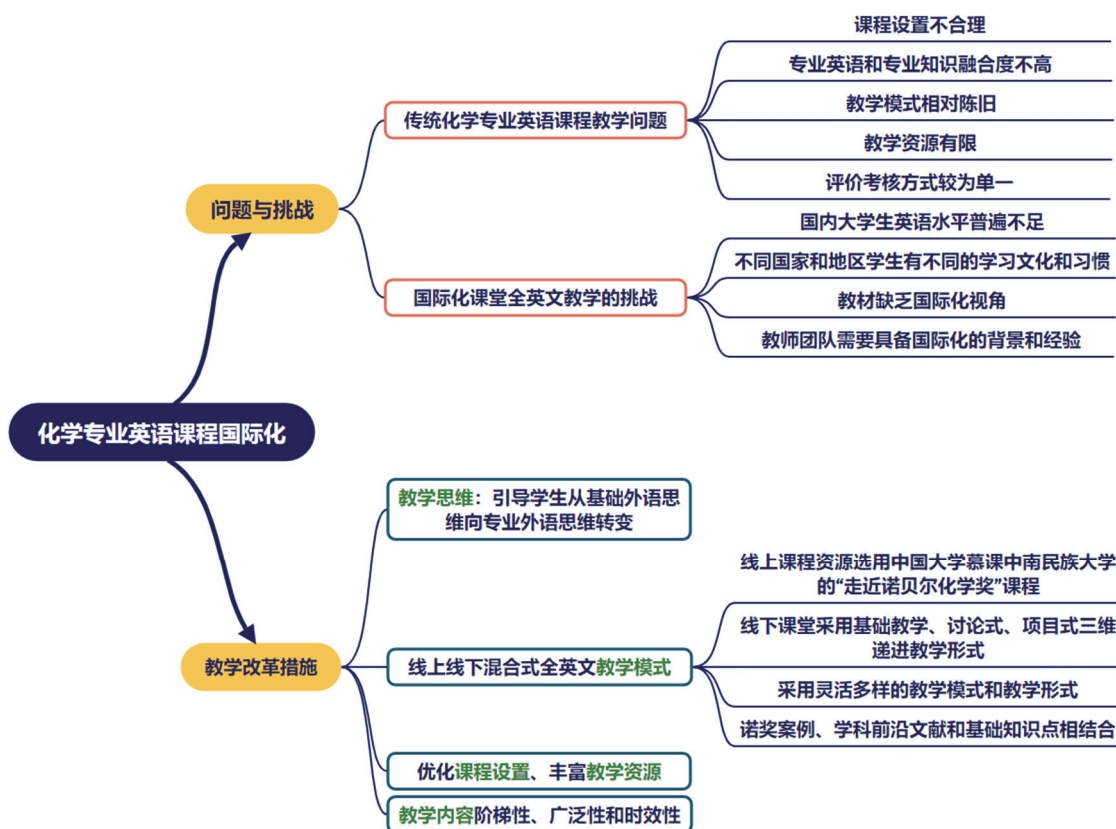 课程设置不合理
专业英语和专业知识融合度不高
传统化学专业英语课程教学问题
教学模式相对陈旧
教学资源有限
评价考核方式较为单一
问题与挑战
国内大学生英语水平普遍不足
不同国家和地区学生有不同的学习文化和习惯
国际化课堂全英文教学的挑战
教材缺乏国际化视角
教师团队需要具备国际化的背景和经验
化学专业英语课程国际化
教学思维：引导学生从基础外语思
维向专业外语思维转变
教学改革措施
线上线下混合式全英文教学模式
线上课程资源选用中国大学慕课中南民族大学
的“走近诺贝尔化学奖”课程
线下课堂采用基础教学、讨论式、项目式三维
递进教学形式
采用灵活多样的教学模式和教学形式
诺奖案例、学科前沿文献和基础知识点相结合
优化课程设置、丰富教学资源
教学内容阶梯性、广泛性和时效性